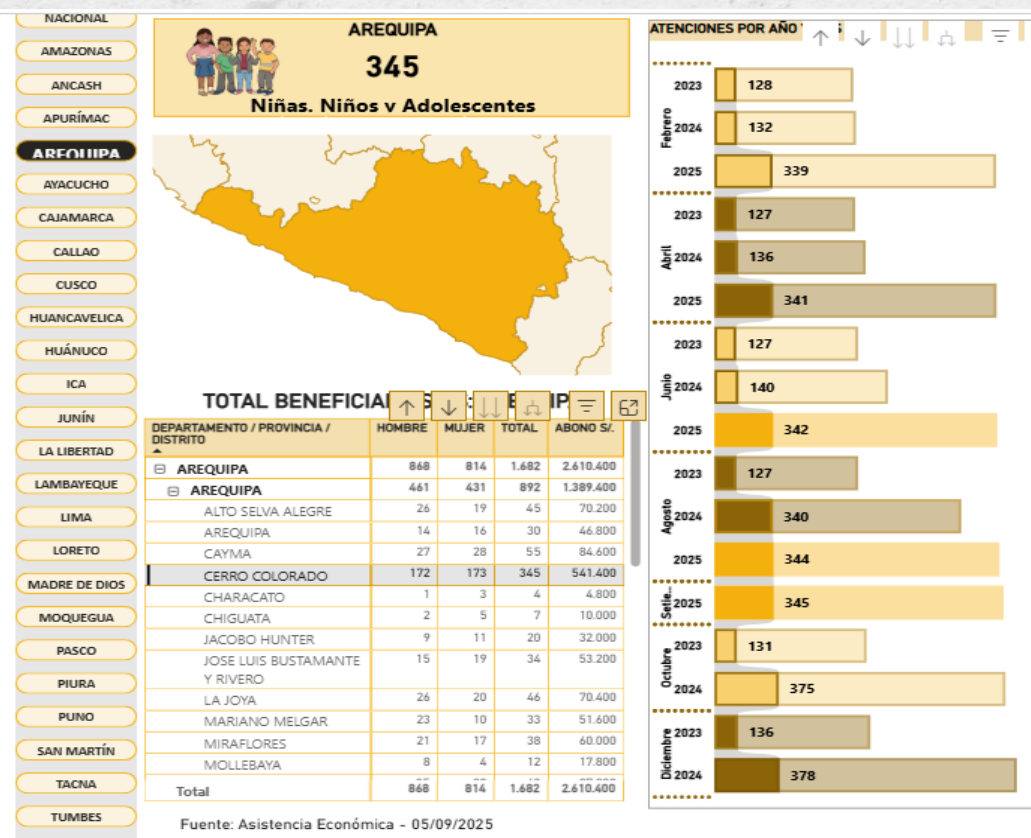 NACIONAL
AMAZONAS
ANCASH
APURÍMAC
AREQUIPA
AYACUCHO
CAJAMARCA
CALLAO
CUSCO
HUANCAVELICA
HUÁNUCO
ICA
JUNÍN
LA LIBERTAD
LAMBAYEQUE
LIMA
LORETO
MADRE DE DIOS
MOQUEGUA
PASCO
PIURA
PUNO
SAN MARTÍN
TACNA
TUMBES
AREQUIPA
345
Niñas. Niños y Adolescentes
TOTAL BENEFICIA
DEPARTAMENTO / PROVINCIA / DISTRITO HOMBRE MUJER TOTAL ABONO S/.
AREQUIPA 868 814 1.682 2.610.400
AREQUIPA 461 431 892 1.389.400
ALTO SELVA ALEGRE 26 19 45 70.200
AREQUIPA 14 16 30 46.800
CAYMA 27 28 55 84.600
CERRO COLORADO 172 173 345 541.400
CHARACATO 1 3 4 4.800
CHIGUATA 2 5 7 10.000
JACOBO HUNTER 9 11 20 32.000
JOSE LUIS BUSTAMANTE 15 19 34 53.200
Y RIVERO
LA JOYA 26 20 46 70.400
MARIANO MELGAR 23 10 33 51.600
MIRAFLORES 21 17 38 60.000
MOLLEBAYA 8 4 12 17.800
Total 868 814 1.682 2.610.400
Fuente: Asistencia Económica - 05/09/2025
ATENCIONES POR AÑO
Febrero
2023 128
2024 132
2025 339
Abril
2023 127
2024 136
2025 341
Junio
2023 127
2024 140
2025 342
Agosto
2023 127
2024 340
2025 344
Setie...
2025 345
Octubre
2023 131
2024 375
Diciembre
2023 136
2024 378